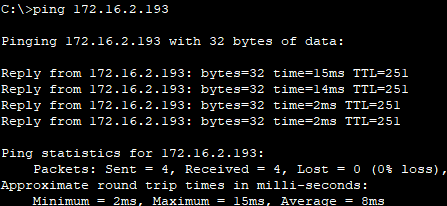 C:\>ping 172.16.2.193
Pinging 172.16.2.193 with 32 bytes of data:
Reply from 172.16.2.193: bytes=32 time=15ms TTL=251
Reply from 172.16.2.193: bytes=32 time=14ms TTL=251
Reply from 172.16.2.193: bytes=32 time=2ms TTL=251
Reply from 172.16.2.193: bytes=32 time=2ms TTL=251
Ping statistics for 172.16.2.193:
    Packets: Sent = 4, Received = 4, Lost = 0 (0% loss),
Approximate round trip times in milli-seconds:
    Minimum = 2ms, Maximum = 15ms, Average = 8ms